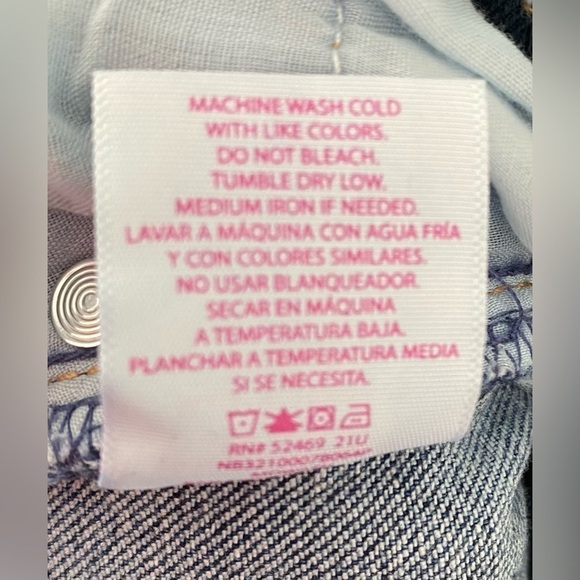 MACHINE WASH COLD
WITH LIKE COLORS.
DO NOT BLEACH.
TUMBLE DRY LOW.
MEDIUM IRON IF NEEDED.
LAVAR A MÁQUINA CON AGUA FRÍA
Y CON COLORES SIMILARES.
NO USAR BLANQUEADOR.
SECAR EN MÁQUINA
A TEMPERATURA BAJA.
PLANCHAR A TEMPERATURA MEDIA
SI SE NECESITA.
RN# 52469 21U